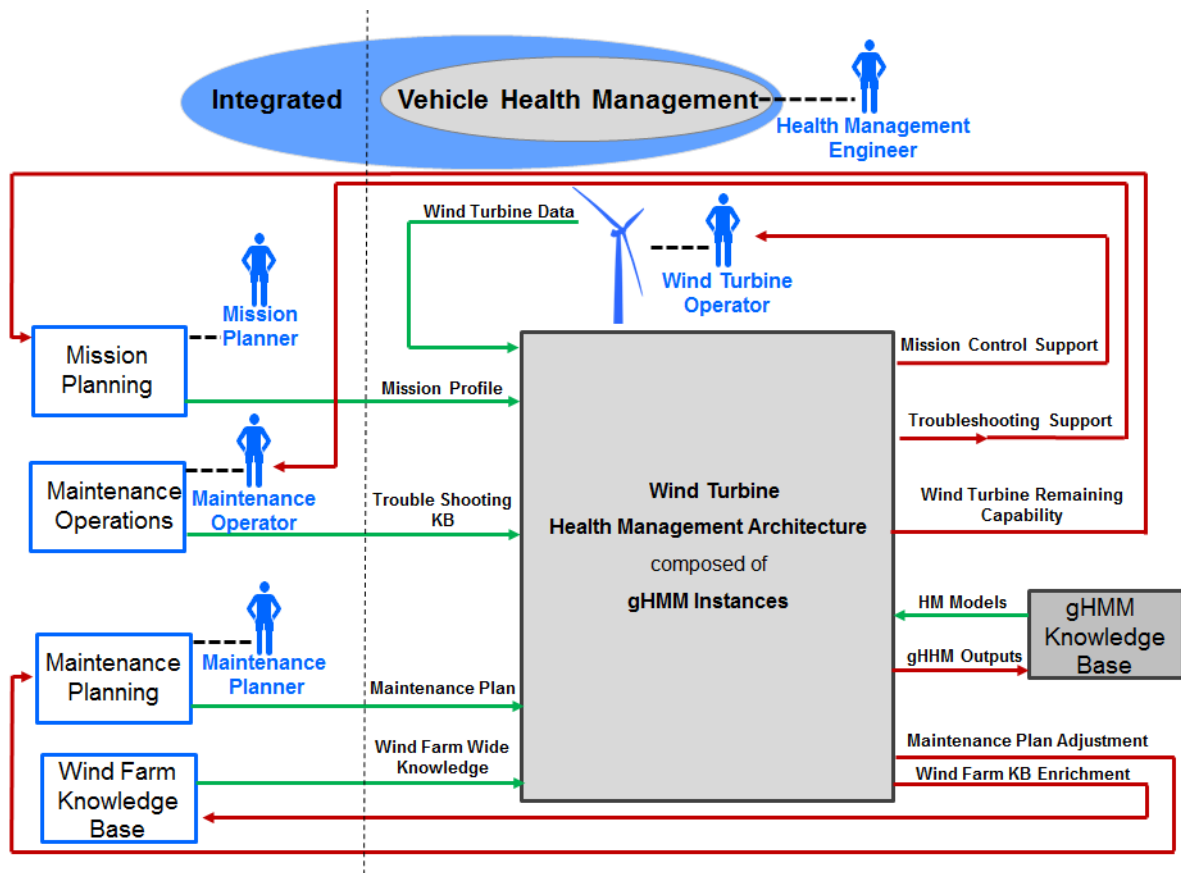 Integrated
Vehicle Health Management
Health Management
Engineer
Wind Turbine Data
Wind Turbine
Operator
Mission
Planner
Mission
Planning
Mission Profile
Mission Control Support
Troubleshooting Support
Maintenance
Operations
Maintenance
Operator
Trouble Shooting
KB
Wind Turbine
Health Management Architecture
composed of
gHMM Instances
Wind Turbine Remaining
Capability
HM Models
gHHM Outputs
gHMM
Knowledge
Base
Maintenance
Planning
Maintenance
Planner
Maintenance Plan
Wind Farm Wide
Knowledge
Wind Farm
Knowledge
Base
Maintenance Plan Adjustment
Wind Farm KB Enrichment